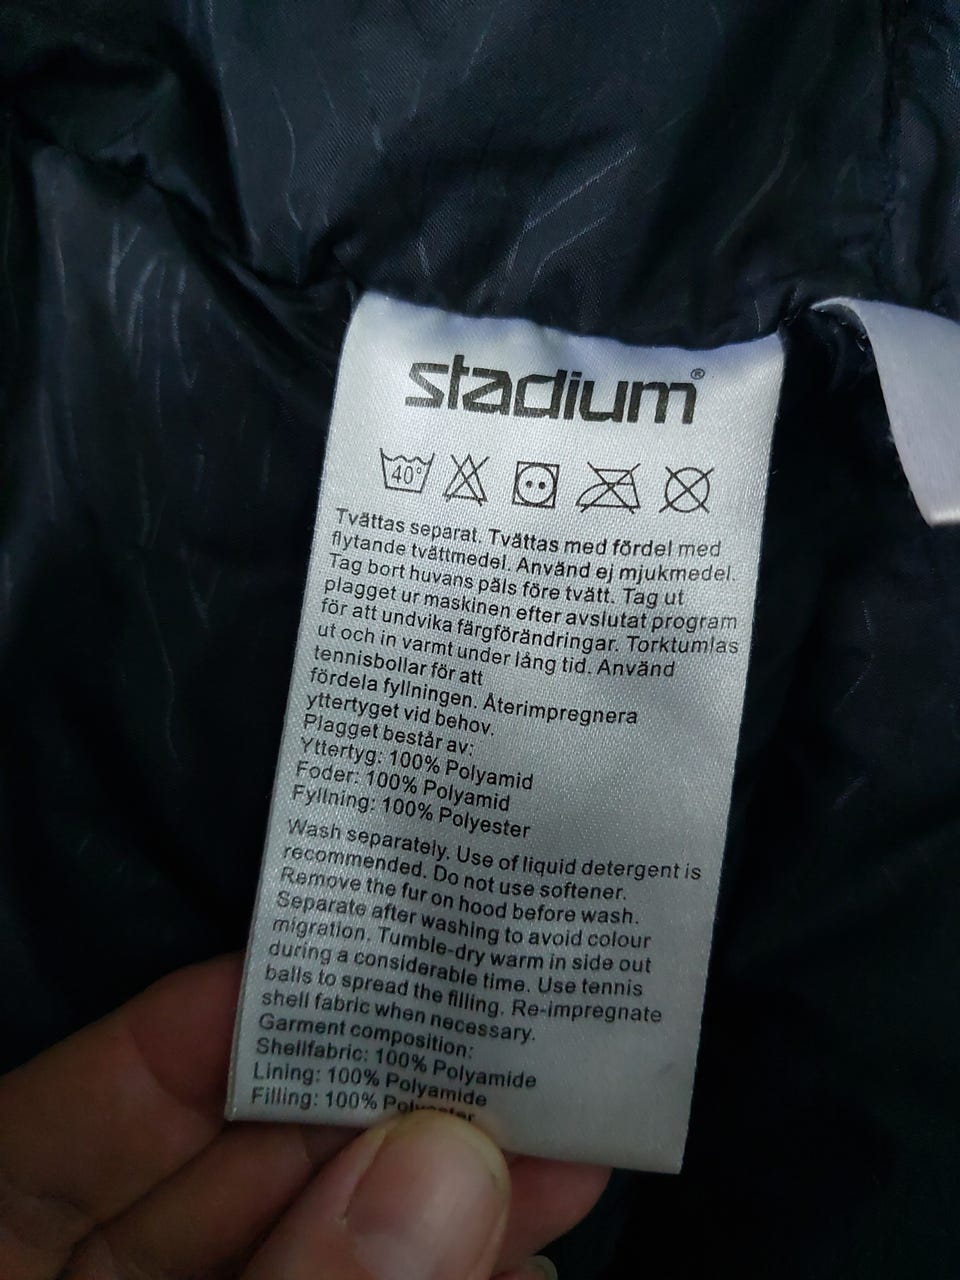 stadium®
40°
Tvättas separat. Tvättas med fördel med
flytande tvättmedel. Använd ej mjukmedel.
Tag bort huvans päls före tvätt. Tag ut
plagget ur maskinen efter avslutat program
för att undvika färgförändringar. Torktumlas
ut och in varmt under lång tid. Använd
tennisbollar för att
fördela fyllningen. Återimpregnera
yttertyget vid behov.
Plagget består av:
Yttertyg: 100% Polyamid
Foder: 100% Polyamid
Fyllning: 100% Polyester
Wash separately. Use of liquid detergent is
recommended. Do not use softener.
Remove the fur on hood before wash.
Separate after washing to avoid colour
migration. Tumble-dry warm in side out
during a considerable time. Use tennis
balls to spread the filling. Re-impregnate
shell fabric when necessary.
Garment composition:
Shellfabric: 100% Polyamide
Lining: 100% Polyamide
Filling: 100% Polyester